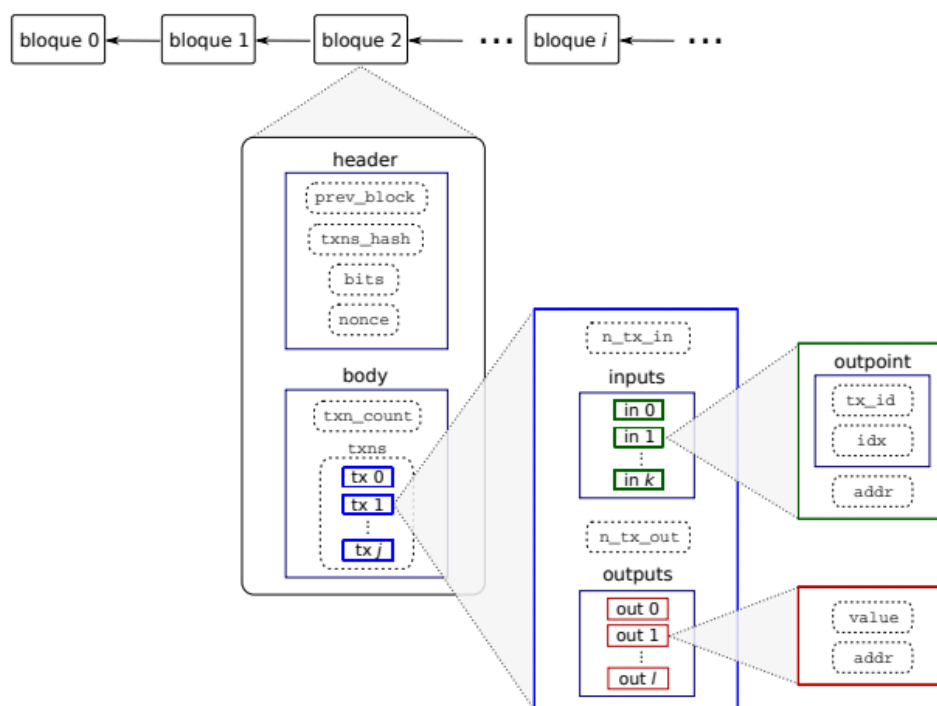 bloque 0 bloque 1 bloque 2 ... bloque i ...
header
prev_block
txns_hash
bits
nonce
body
txn_count
txns
tx 0
tx 1
⋮
tx j
n_tx_in
inputs
in 0
in 1
⋮
in k
n_tx_out
outputs
out 0
out 1
⋮
out l
outpoint
tx_id
idx
addr
value
addr